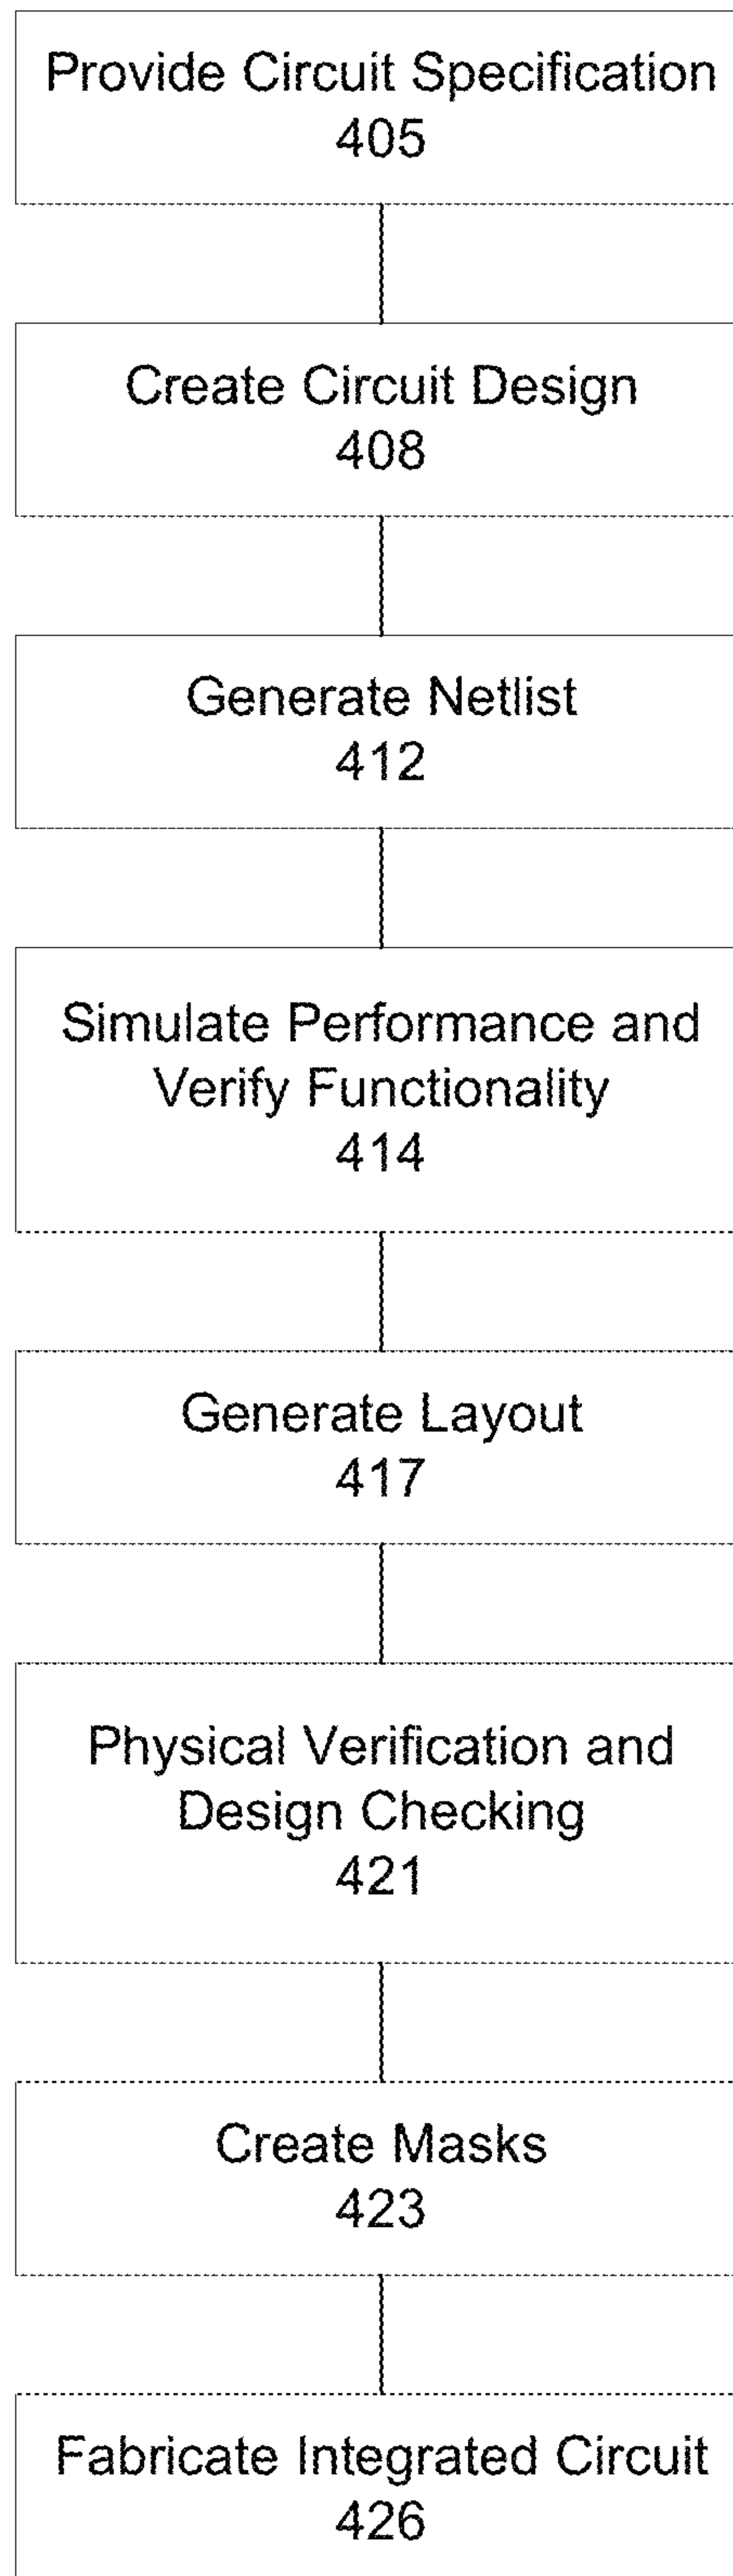 Provide Circuit Specification
405
Create Circuit Design
408
Generate Netlist
412
Simulate Performance and
Verify Functionality
414
Generate Layout
417
Physical Verification and
Design Checking
421
Create Masks
423
Fabricate Integrated Circuit
426